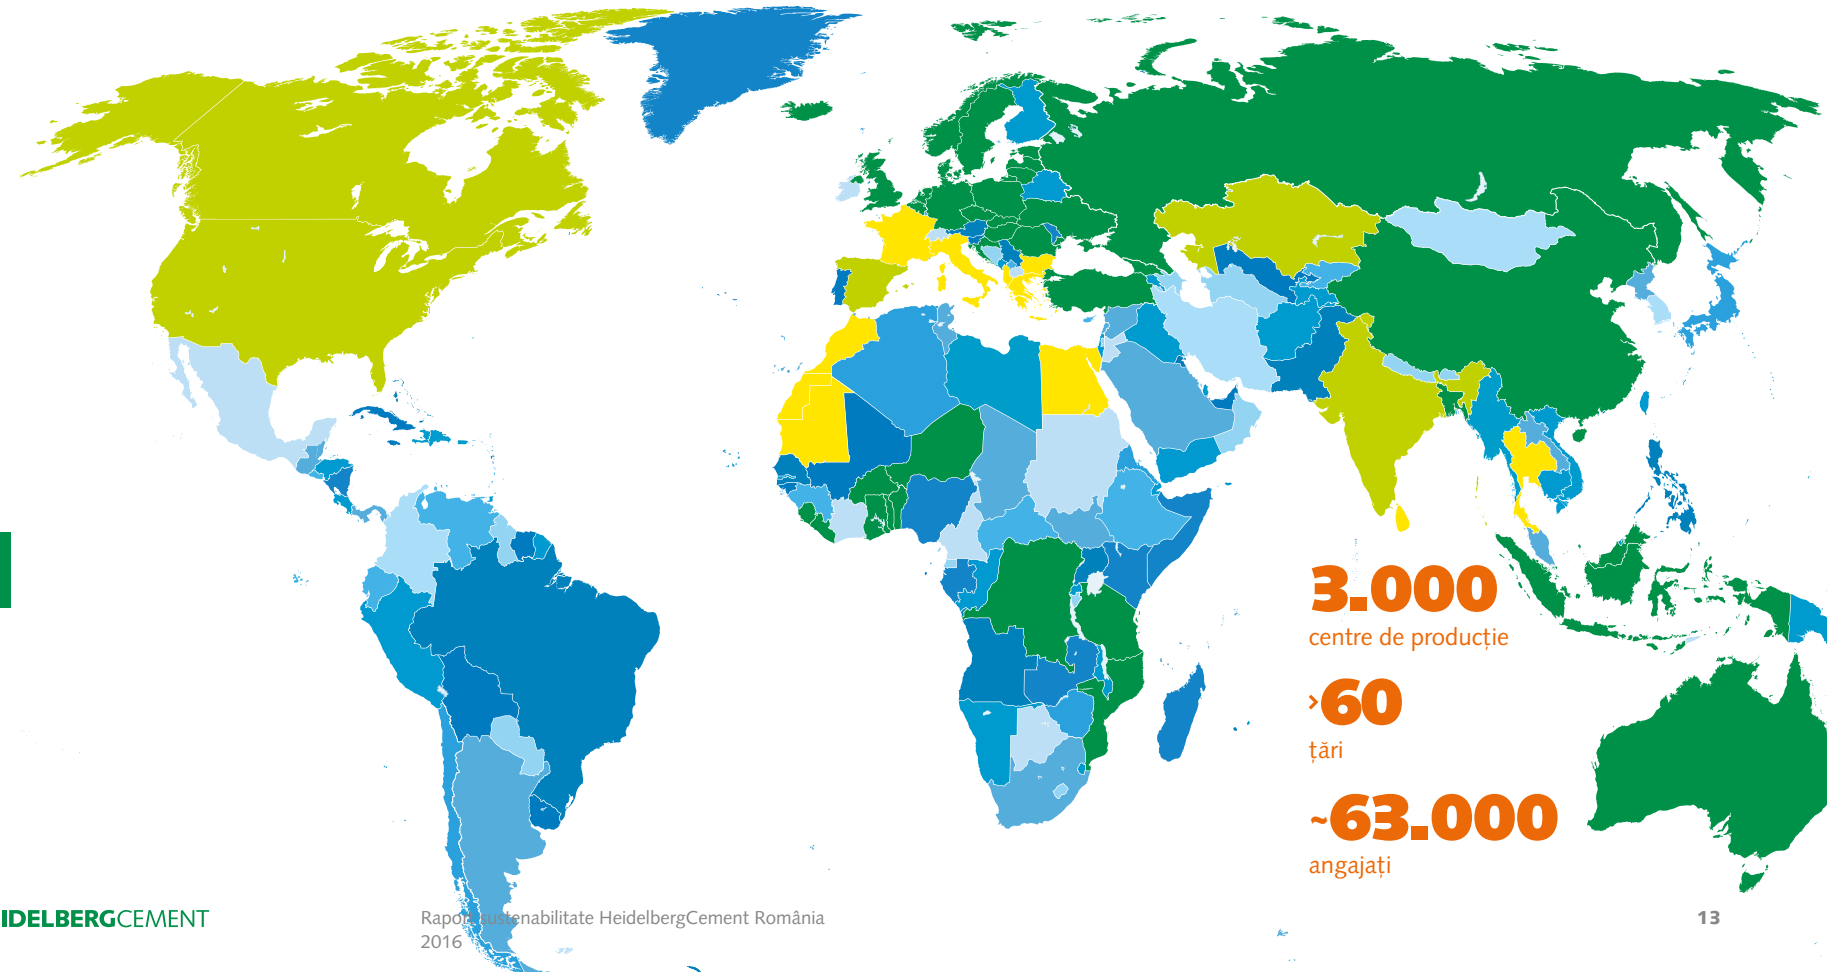 3.000
centre de producție
>60
țări
~63.000
angajați
IDELBERGCEMENT
Raport sustenabilitate HeidelbergCement România
2016
13